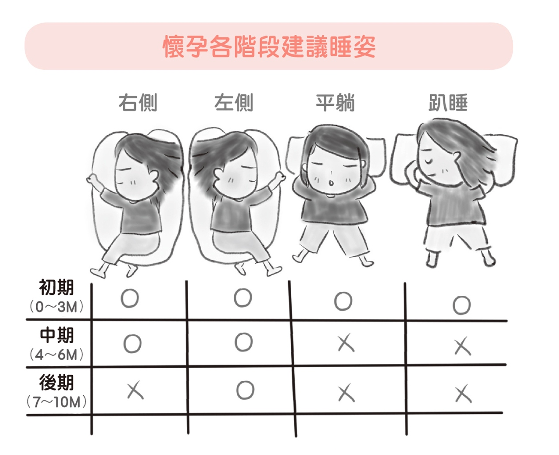 懷孕各階段建議睡姿
右側 左側 平躺 趴睡
初期 O O O O
(0～3M)
中期 O O X X
(4～6M)
後期 X O X X
(7～10M)